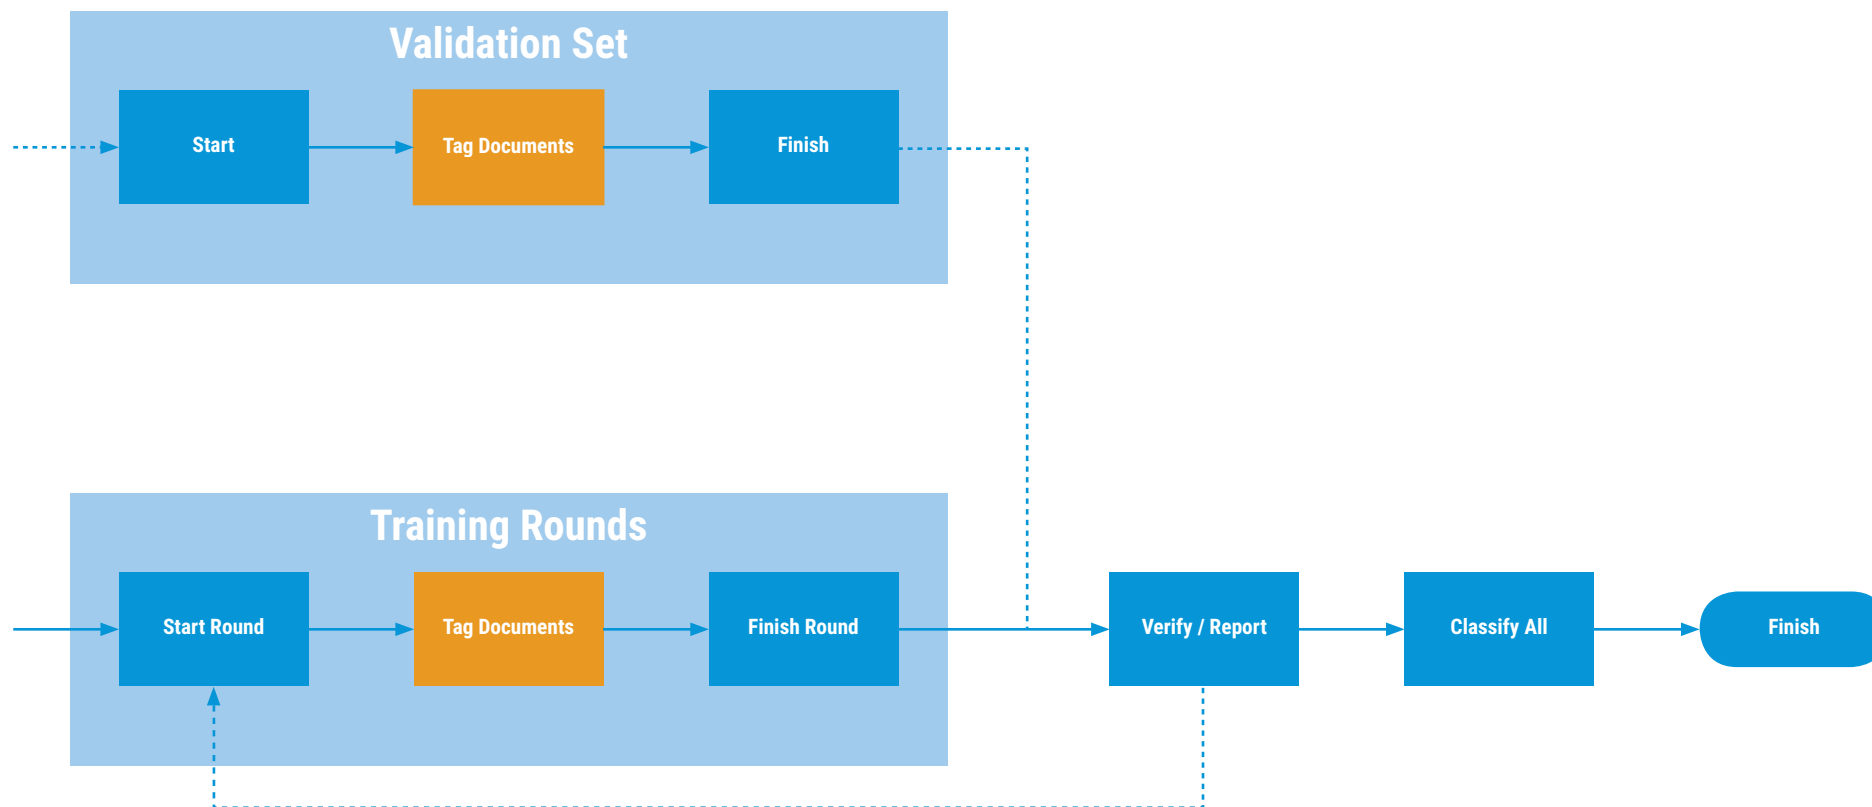 Validation Set
Start
Tag Documents
Finish
Training Rounds
Start Round
Tag Documents
Finish Round
Verify / Report
Classify All
Finish